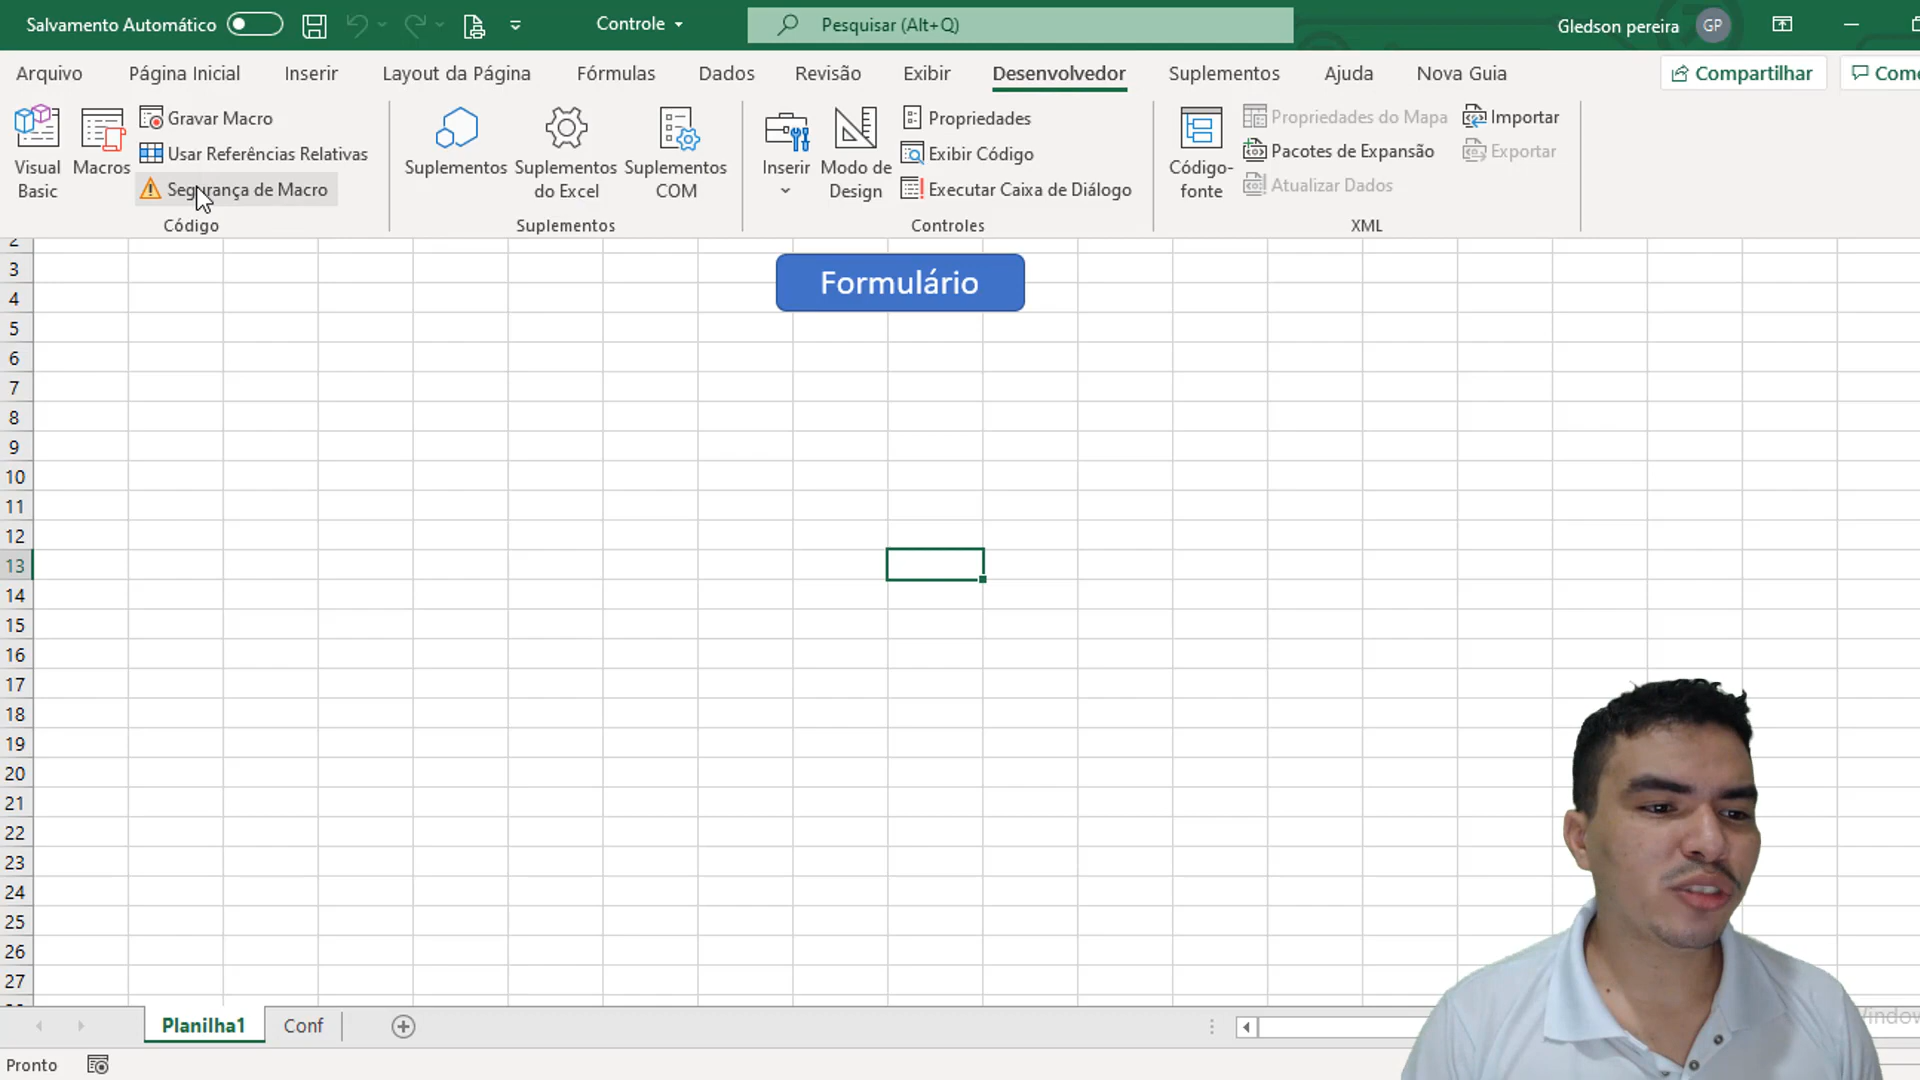 Salvamento Automático
Controle
Pesquisar (Alt+Q)
Gledson pereira
GP
Arquivo
Página Inicial
Inserir
Layout da Página
Fórmulas
Dados
Revisão
Exibir
Desenvolvedor
Suplementos
Ajuda
Nova Guia
Compartilhar
Visual
Basic
Macros
Gravar Macro
Usar Referências Relativas
Segurança de Macro
Código
Suplementos
Suplementos
do Excel
Suplementos
COM
Suplementos
Inserir
Modo de
Design
Propriedades
Exibir Código
Executar Caixa de Diálogo
Controles
Código-
fonte
Propriedades do Mapa
Pacotes de Expansão
Atualizar Dados
Importar
Exportar
XML
2
3
4
5
6
7
8
9
10
11
12
13
14
15
16
17
18
19
20
21
22
23
24
25
26
27
Formulário
Planilha1
Conf
Pronto